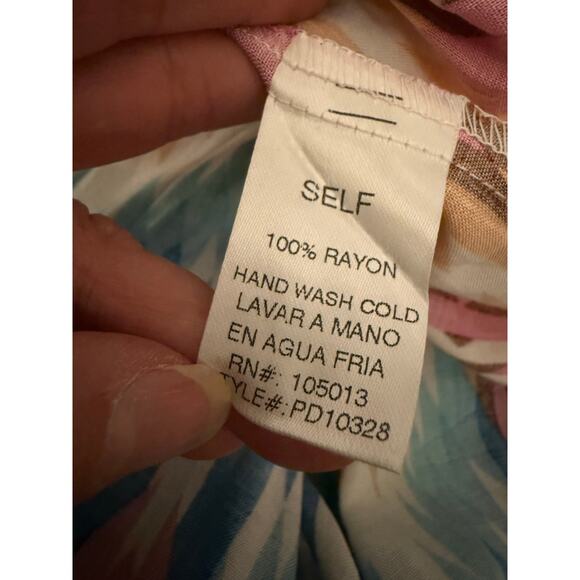 SELF
100% RAYON
HAND WASH COLD
LAVAR A MANO
EN AGUA FRIA
RN#: 105013
TYLE#:PD10328